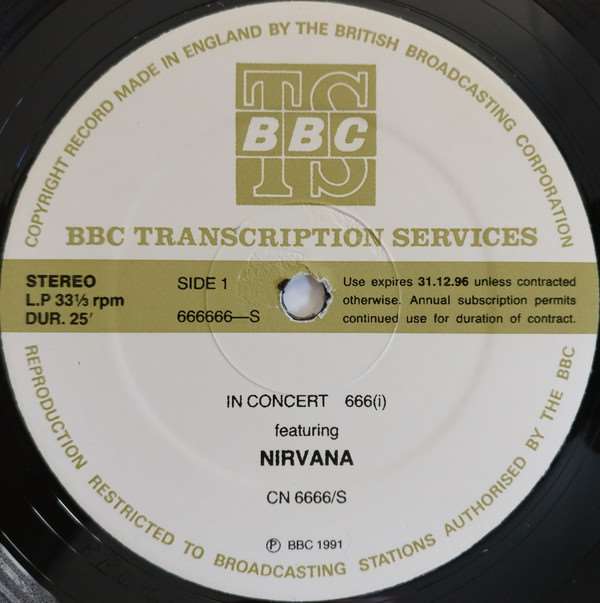 COPYRIGHT RECORD MADE IN ENGLAND BY THE BRITISH BROADCASTING CORPORATION
TS
BBC
BBC TRANSCRIPTION SERVICES
STEREO
L.P 33⅓ rpm
DUR. 25'
SIDE 1
666666—S
Use expires 31.12.96 unless contracted
otherwise. Annual subscription permits
continued use for duration of contract.
IN CONCERT 666(i)
featuring
NIRVANA
CN 6666/S
℗ BBC 1991
REPRODUCTION RESTRICTED TO BROADCASTING STATIONS AUTHORISED BY THE BBC